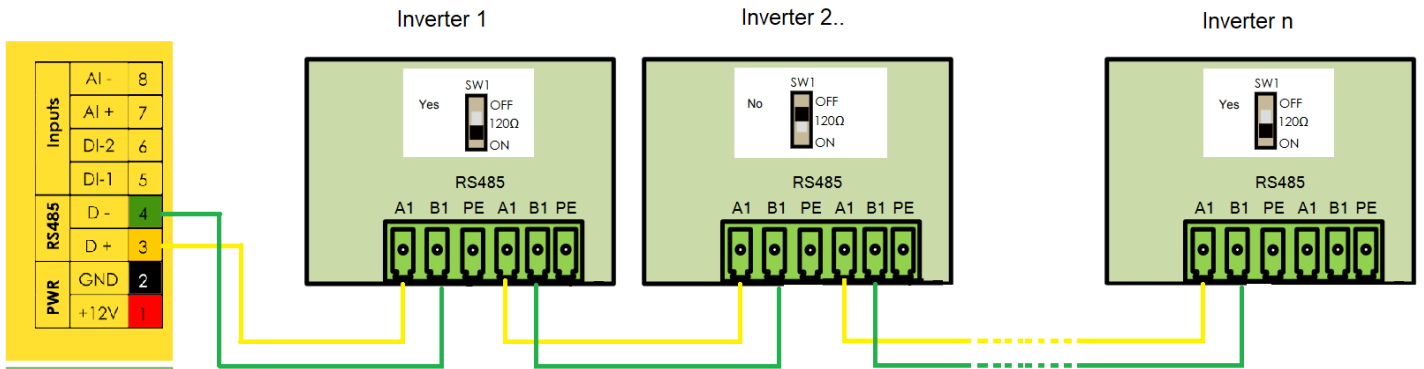 Inverter 1
Inverter 2..
Inverter n
Inputs
AI - 8
AI + 7
DI-2 6
DI-1 5
RS485
D - 4
D + 3
PWR
GND 2
+12V 1
SW1
Yes
OFF
120Ω
ON
RS485
A1 B1 PE A1 B1 PE
SW1
No
OFF
120Ω
ON
RS485
A1 B1 PE A1 B1 PE
SW1
Yes
OFF
120Ω
ON
RS485
A1 B1 PE A1 B1 PE